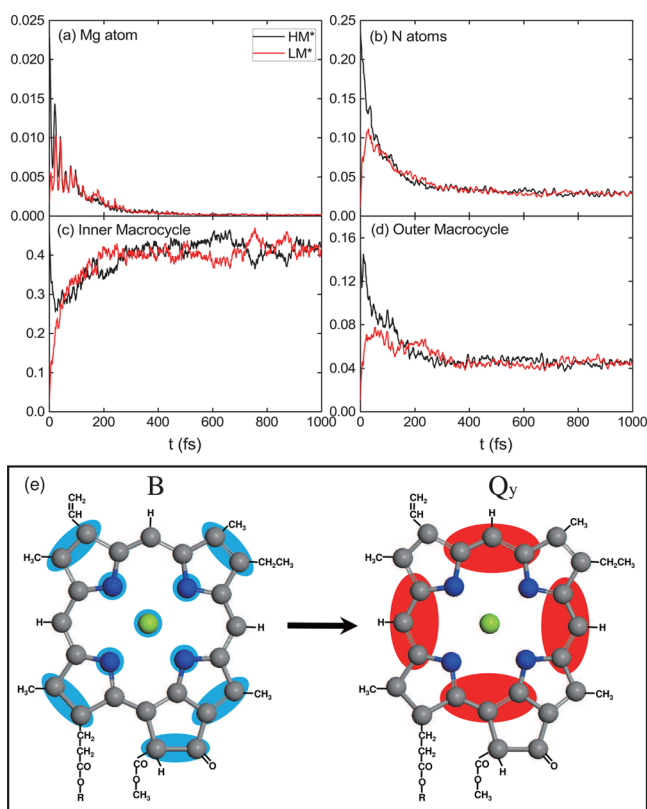 (a) Mg atom
HM*
LM*
0.025
0.020
0.015
0.010
0.005
0.000
(b) N atoms
0.25
0.20
0.15
0.10
0.05
0.00
(c) Inner Macrocycle
0.4
0.3
0.2
0.1
0.0
0 200 400 600 800 1000
t (fs)
(d) Outer Macrocycle
0.16
0.12
0.08
0.04
0.00
0 200 400 600 800 1000
t (fs)
(e)
B
CH2
CH
H
CH3
H3C
CH2CH3
H
H
H3C
CH3
CH2
CH2
CO
O
R
CO
O
CH3
H
O
Qy
CH2
CH
H
CH3
H3C
CH2CH3
H
H
H3C
CH3
CH2
CH2
CO
O
R
CO
O
CH3
H
O